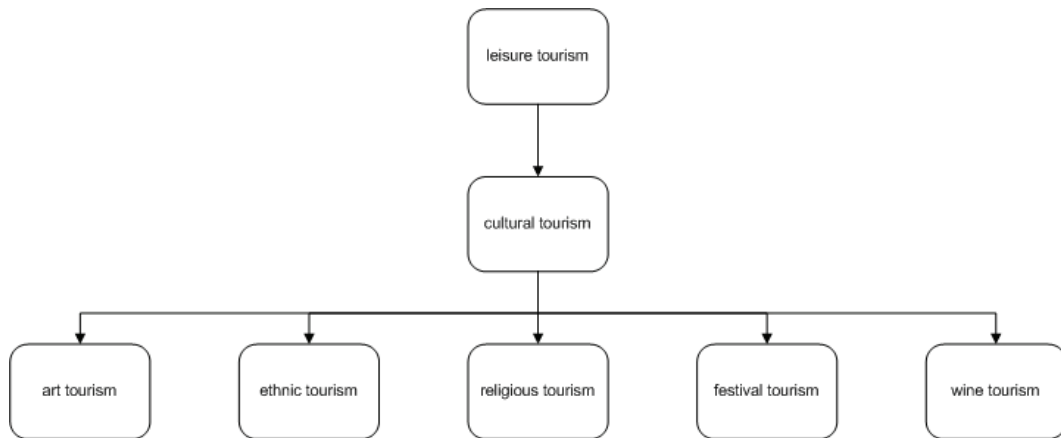 leisure tourism
cultural tourism
art tourism
ethnic tourism
religious tourism
festival tourism
wine tourism